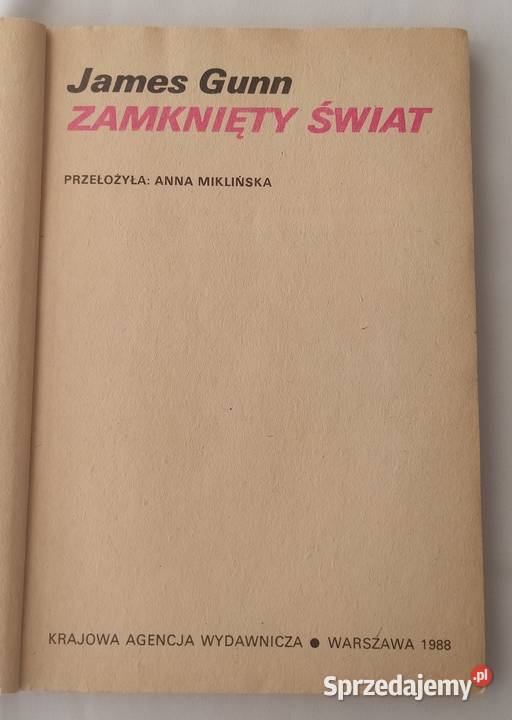 James Gunn
ZAMKNIĘTY ŚWIAT
PRZEŁOŻYŁA: ANNA MIKLIŃSKA
KRAJOWA AGENCJA WYDAWNICZA ● WARSZAWA 1988
Sprzedajemy.pl